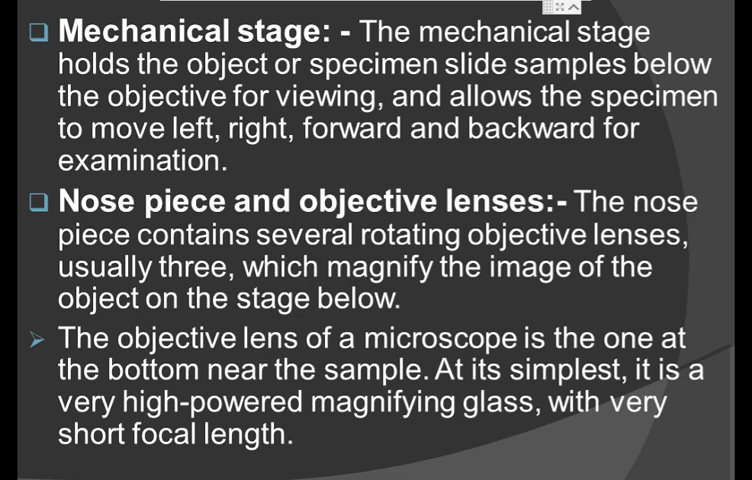 Mechanical stage: - The mechanical stage
holds the object or specimen slide samples below
the objective for viewing, and allows the specimen
to move left, right, forward and backward for
examination.
Nose piece and objective lenses:- The nose
piece contains several rotating objective lenses,
usually three, which magnify the image of the
object on the stage below.
The objective lens of a microscope is the one at
the bottom near the sample. At its simplest, it is a
very high-powered magnifying glass, with very
short focal length.